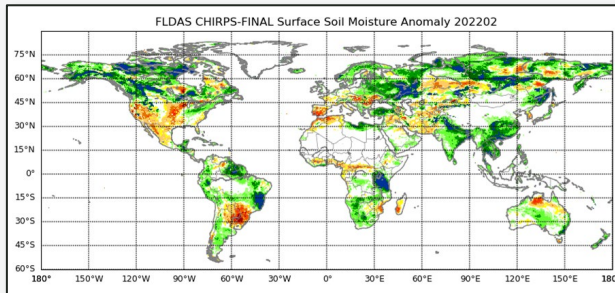 FLDAS CHIRPS-FINAL Surface Soil Moisture Anomaly 202202
75°N
60°N
45°N
30°N
15°N
0°
15°S
30°S
45°S
60°S
180° 150°W 120°W 90°W 60°W 30°W 0° 30°E 60°E 90°E 120°E 150°E 180°